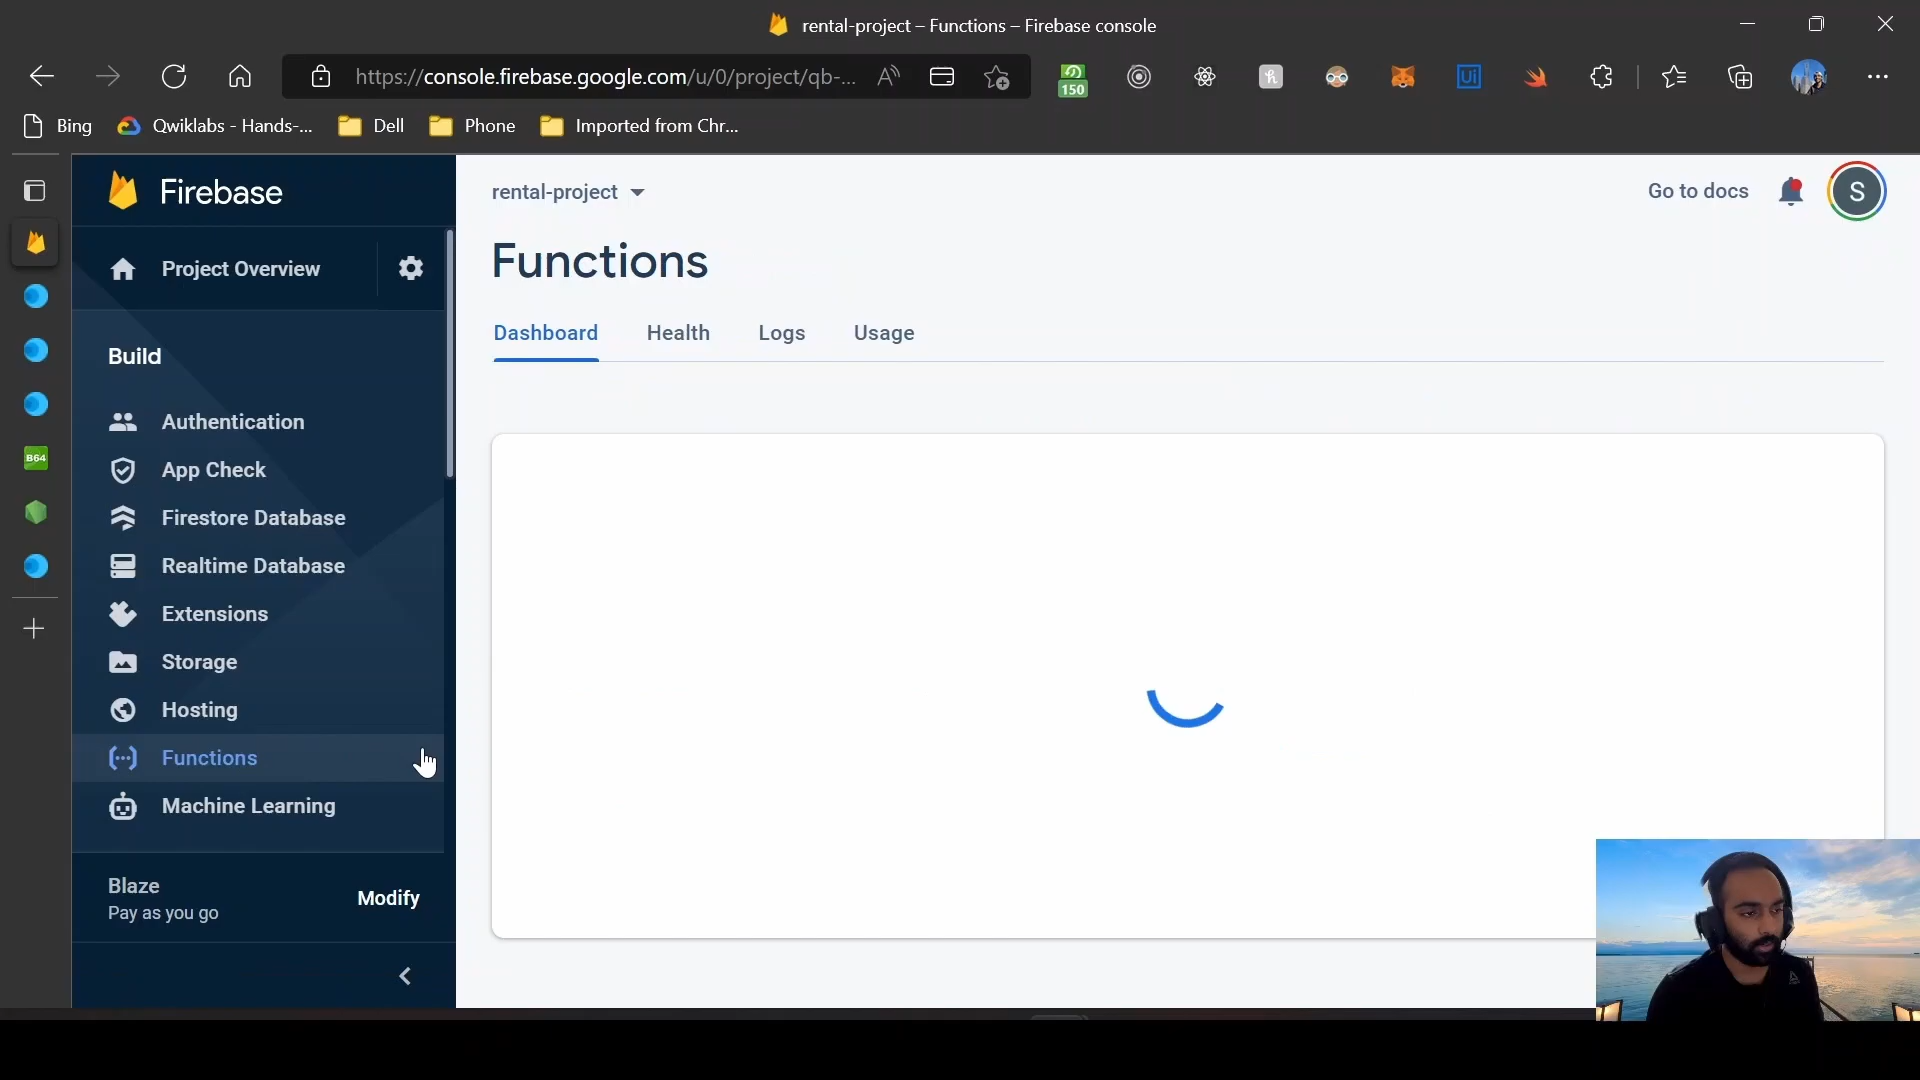 rental-project – Functions – Firebase console
https://console.firebase.google.com/u/0/project/qb-...
150
Bing
Qwiklabs - Hands-...
Dell
Phone
Imported from Chr...
Firebase
rental-project
Go to docs
S
Functions
Project Overview
Dashboard
Health
Logs
Usage
Build
Authentication
App Check
B64
Firestore Database
Realtime Database
Extensions
Storage
Hosting
Functions
Machine Learning
Blaze
Pay as you go
Modify